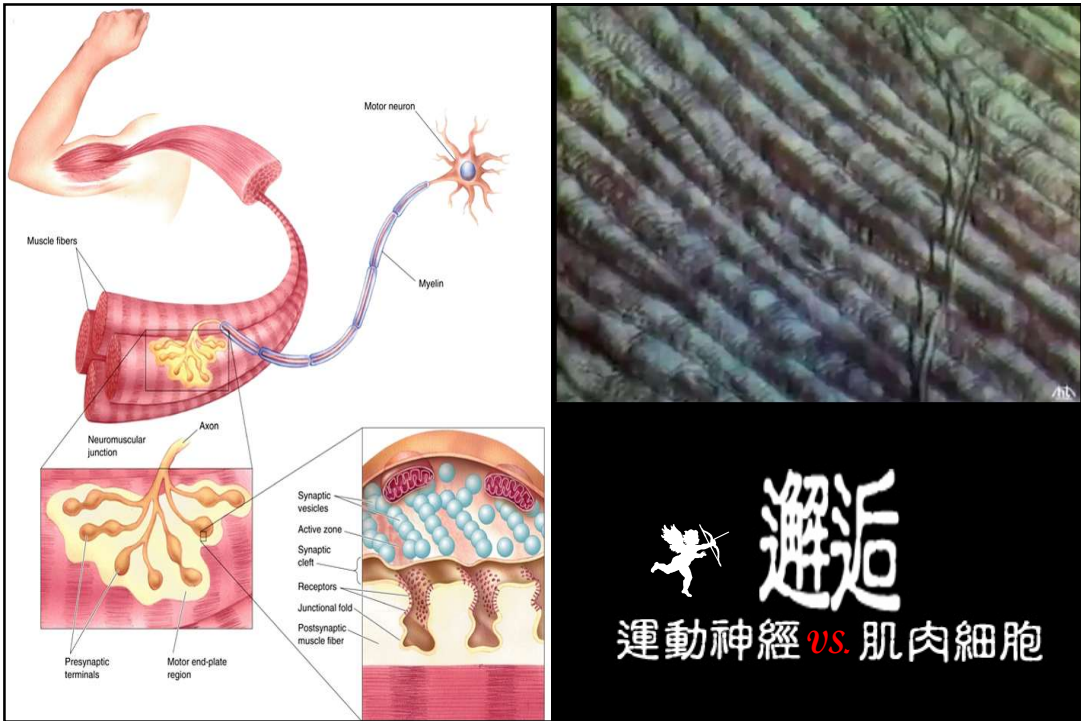 Motor neuron
Muscle fibers
Myelin
Axon
Neuromuscular
junction
Synaptic
vesicles
Active zone
Synaptic
cleft
Receptors
Junctional fold
Postsynaptic
muscle fiber
Presynaptic
terminals
Motor end-plate
region
邂逅
運動神經 vs. 肌肉細胞